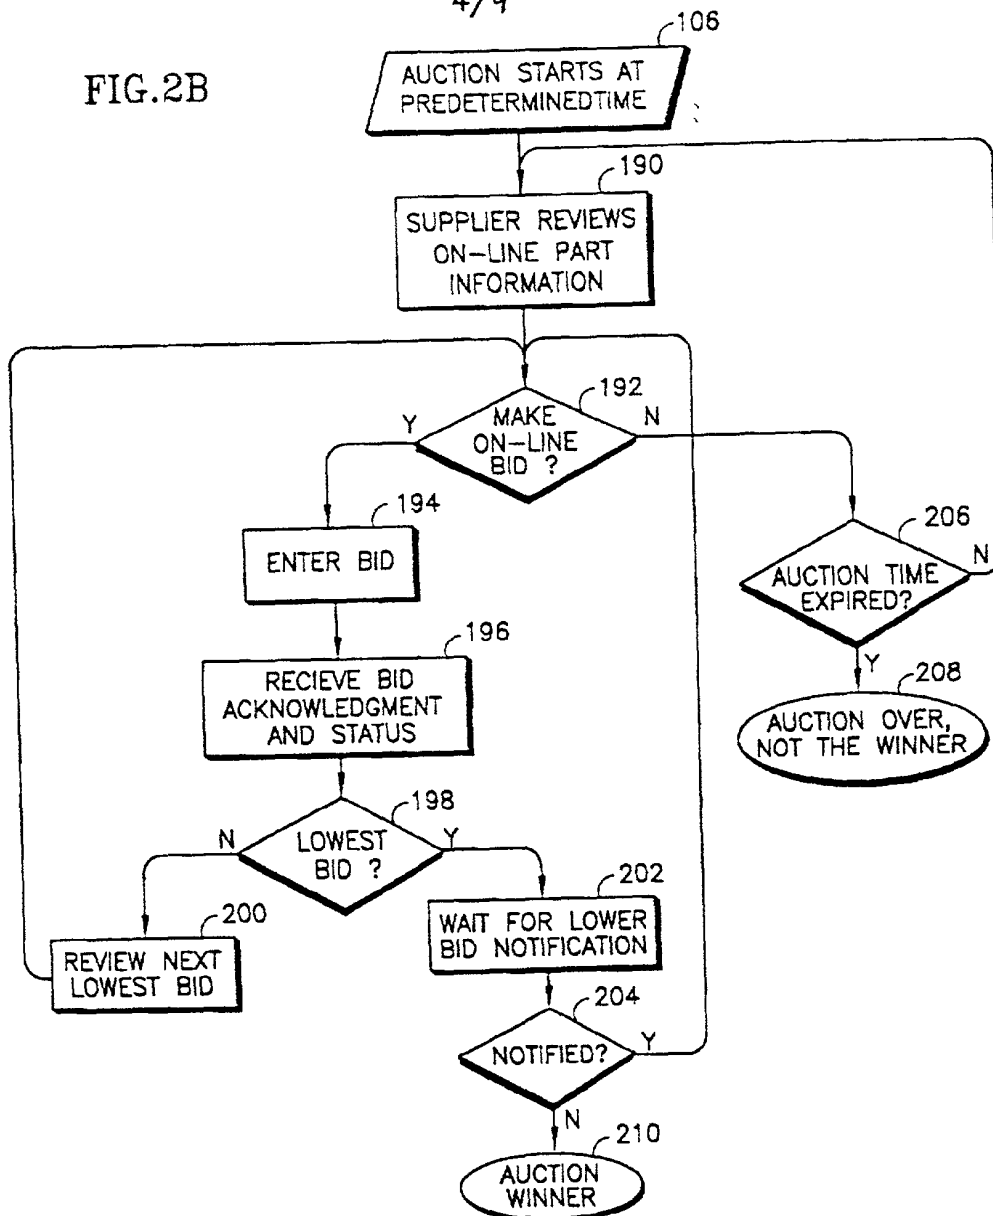 4/9
FIG.2B
106
AUCTION STARTS AT
PREDETERMINEDTIME
190
SUPPLIER REVIEWS
ON-LINE PART
INFORMATION
192
Y
MAKE
ON-LINE
BID ?
N
194
ENTER BID
206
AUCTION TIME
EXPIRED?
N
Y
196
RECIEVE BID
ACKNOWLEDGMENT
AND STATUS
208
AUCTION OVER,
NOT THE WINNER
198
N
LOWEST
BID ?
Y
200
REVIEW NEXT
LOWEST BID
202
WAIT FOR LOWER
BID NOTIFICATION
204
NOTIFIED?
Y
N
210
AUCTION
WINNER